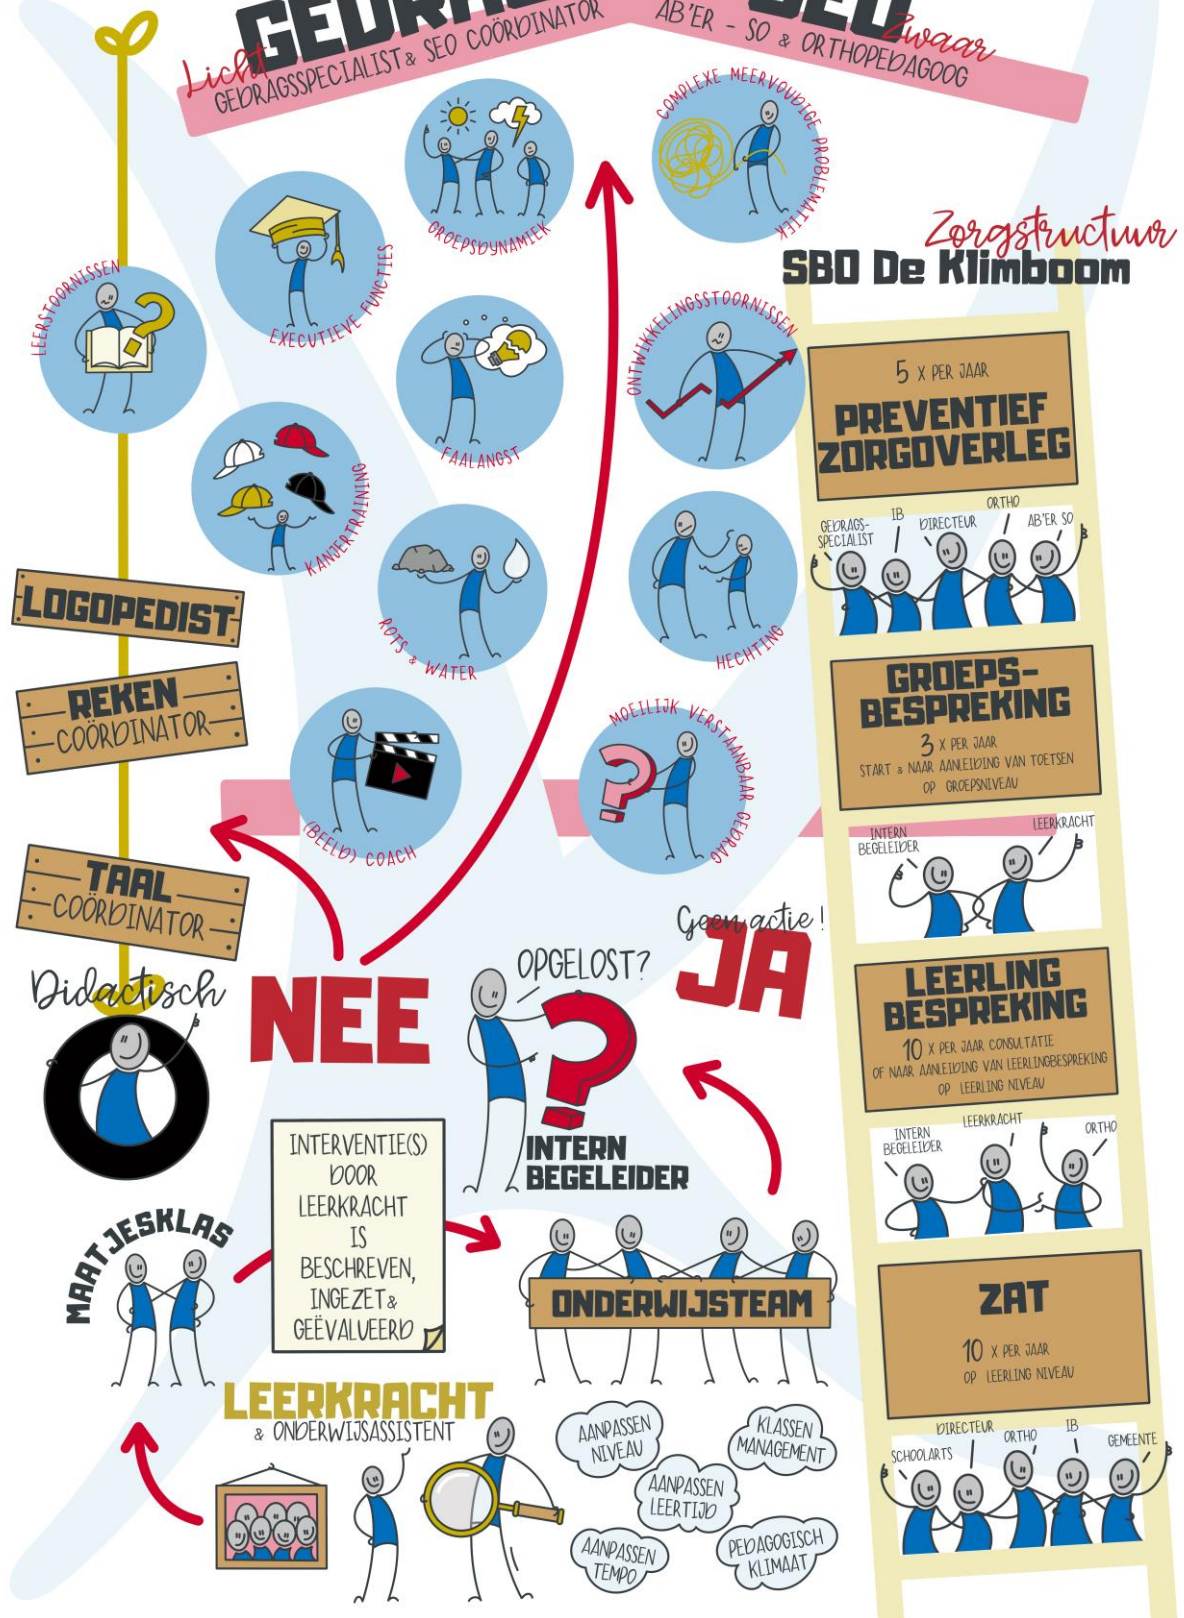 GEDRAG
SEO
Licht
Zwaar
GEDRAGSSPECIALIST & SEO COÖRDINATOR
AB'ER - SO & ORTHOPEDAGOOG
GROEPSDYNAMIEK
COMPLEXE MEERVOUDIGE PROBLEMATIEK
EXECUTIEVE FUNCTIES
LEERSTOORNISSEN
FAALANGST
ONTWIKKELINGSSTOORNISSEN
KANJERTRAINING
ROTS & WATER
HECHTING
(BEELD) COACH
MOEILIJK VERSTAANBAAR GEDRAG
LOGOPEDIST
REKEN
COÖRDINATOR
TAAL
COÖRDINATOR
Didactisch
NEE
OPGELOST?
Geen actie!
JA
INTERN
BEGELEIDER
INTERVENTIE(S)
DOOR
LEERKRACHT
IS
BESCHREVEN,
INGEZET &
GEËVALUEERD
MAATJESKLAS
ONDERWIJSTEAM
LEERKRACHT
& ONDERWIJSASSISTENT
AANPASSEN
NIVEAU
KLASSEN
MANAGEMENT
AANPASSEN
LEERTIJD
AANPASSEN
TEMPO
PEDAGOGISCH
KLIMAAT
Zorgstructuur
SBO De Klimboom
5 X PER JAAR
PREVENTIEF
ZORGOVERLEG
GEDRAGS-
SPECIALIST
IB
DIRECTEUR
ORTHO
AB'ER SO
GROEPS-
BESPREKING
3 X PER JAAR
START & NAAR AANLEIDING VAN TOETSEN
OP GROEPSNIVEAU
INTERN
BEGELEIDER
LEERKRACHT
LEERLING
BESPREKING
10 X PER JAAR CONSULTATIE
OF NAAR AANLEIDING VAN LEERLINGBESPREKING
OP LEERLING NIVEAU
INTERN
BEGELEIDER
LEERKRACHT
ORTHO
ZAT
10 X PER JAAR
OP LEERLING NIVEAU
SCHOOLARTS
DIRECTEUR
ORTHO
IB
GEMEENTE